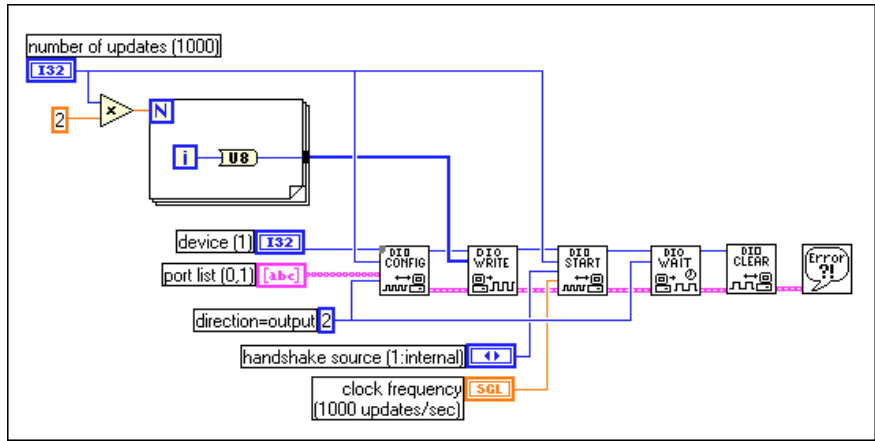 number of updates (1000)
I32
2
×
N
i
U8
device (1)
I32
port list (0,1)
[abc]
direction=output
2
handshake source (1:internal)
clock frequency
(1000 updates/sec)
SGL
DIO
CONFIG
DIO
WRITE
DIO
START
DIO
WAIT
DIO
CLEAR
Error
?!